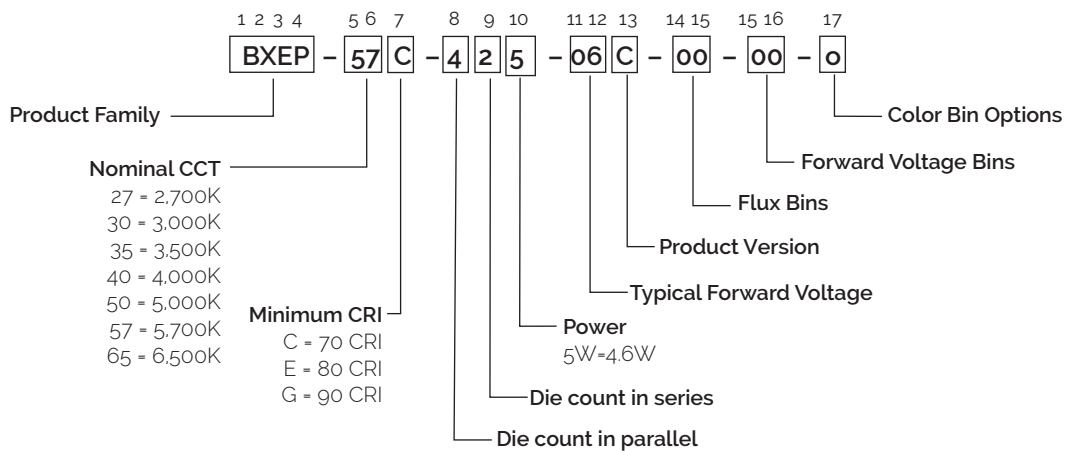 1 2 3 4 5 6 7 8 9 10 11 12 13 14 15 15 16 17
BXEP – 57 C – 4 2 5 – 06 C – 00 – 00 – 0
Product Family
Color Bin Options
Nominal CCT
Forward Voltage Bins
27 = 2,700K
30 = 3,000K
Flux Bins
35 = 3,500K
Product Version
40 = 4,000K
Typical Forward Voltage
50 = 5,000K
Minimum CRI
57 = 5,700K
Power
C = 70 CRI
65 = 6,500K
5W=4.6W
E = 80 CRI
G = 90 CRI
Die count in series
Die count in parallel